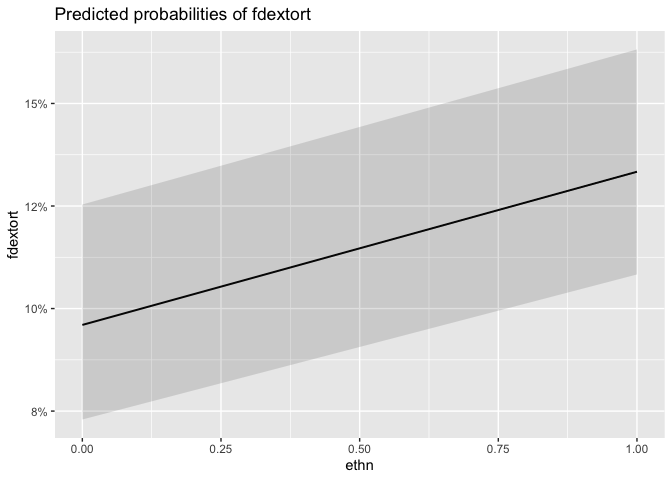 Predicted probabilities of fdextort
15%
12%
10%
8%
fdextort
0.00 0.25 0.50 0.75 1.00
ethn